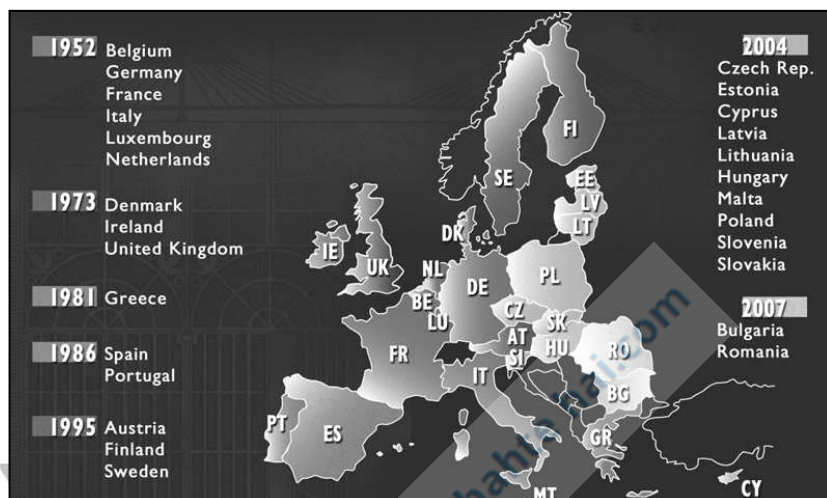 1952 Belgium
Germany
France
Italy
Luxembourg
Netherlands
1973 Denmark
Ireland
United Kingdom
1981 Greece
1986 Spain
Portugal
1995 Austria
Finland
Sweden
FI
SE
EE
LV
LT
DK
IE
UK
NL
DE
PL
BE
LU
CZ
SK
AT
HU
SI
FR
IT
RO
BG
PT
ES
GR
MT
CY
2004
Czech Rep.
Estonia
Cyprus
Latvia
Lithuania
Hungary
Malta
Poland
Slovenia
Slovakia
2007
Bulgaria
Romania